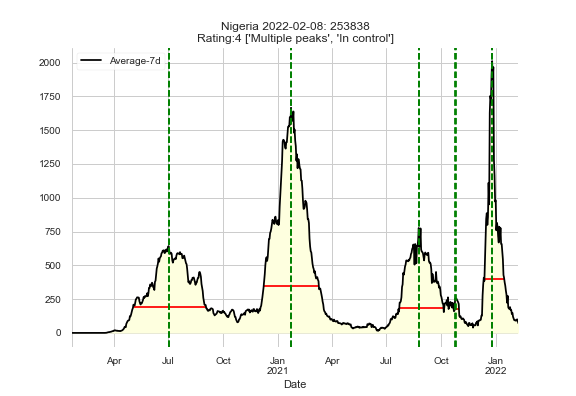 Nigeria 2022-02-08: 253838
Rating:4 ['Multiple peaks', 'In control']
Average-7d
2000
1750
1500
1250
1000
750
500
250
0
Apr Jul Oct Jan Apr Jul Oct Jan
2021 2022
Date